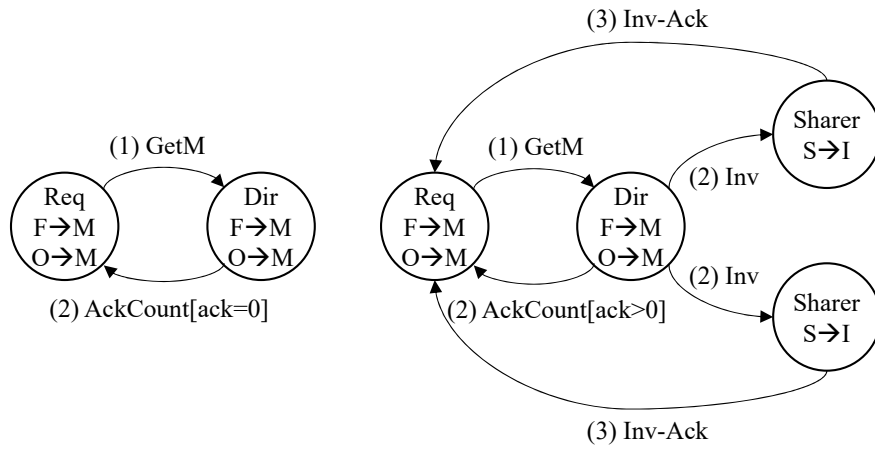 (1) GetM
Req
F→M
O→M
Dir
F→M
O→M
(2) AckCount[ack=0]
(3) Inv-Ack
(1) GetM
Req
F→M
O→M
Dir
F→M
O→M
(2) AckCount[ack>0]
(2) Inv
Sharer
S→I
(2) Inv
Sharer
S→I
(3) Inv-Ack